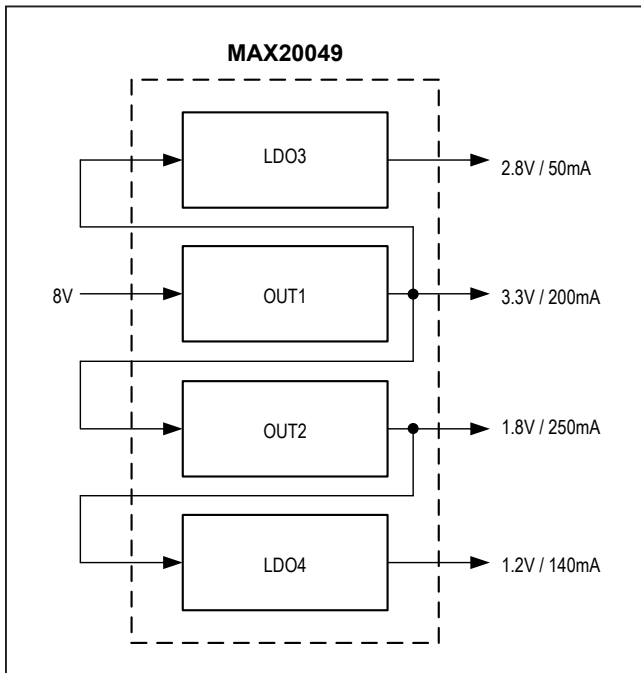 MAX20049
LDO3
2.8V / 50mA
8V
OUT1
3.3V / 200mA
OUT2
1.8V / 250mA
LDO4
1.2V / 140mA